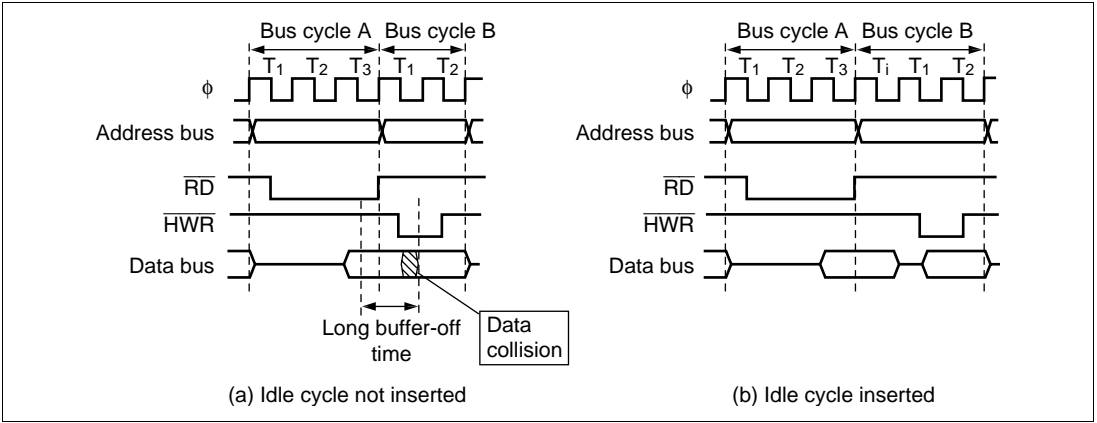 Bus cycle A Bus cycle B
T1 T2 T3 T1 T2
ϕ
Address bus
RD
HWR
Data bus
Long buffer-off
time
Data
collision
(a) Idle cycle not inserted
Bus cycle A Bus cycle B
T1 T2 T3 Ti T1 T2
ϕ
Address bus
RD
HWR
Data bus
(b) Idle cycle inserted